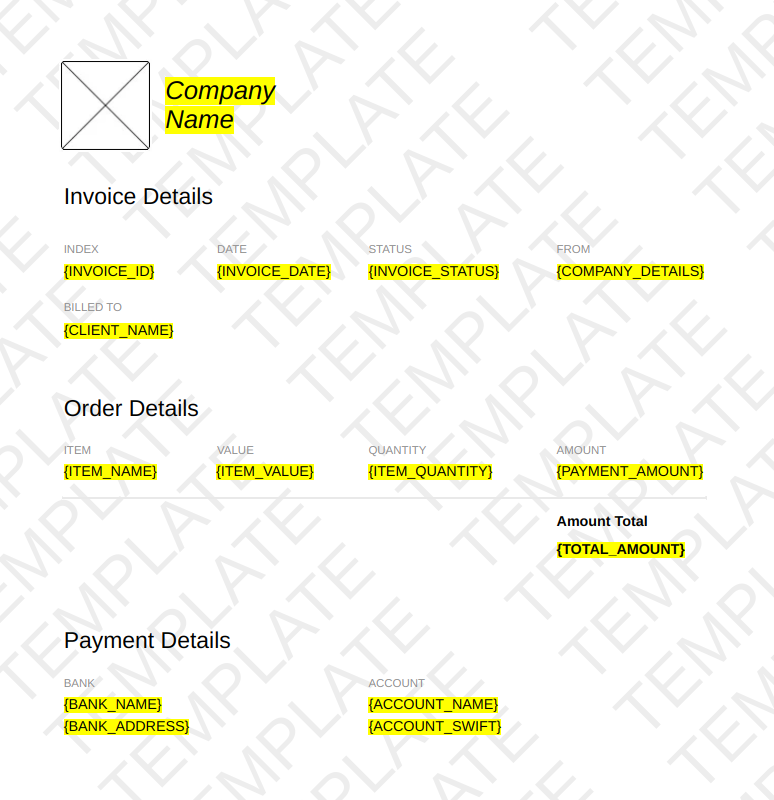 Company
Name
Invoice Details
INDEX DATE STATUS FROM
{INVOICE_ID} {INVOICE_DATE} {INVOICE_STATUS} {COMPANY_DETAILS}
BILLED TO
{CLIENT_NAME}
Order Details
ITEM VALUE QUANTITY AMOUNT
{ITEM_NAME} {ITEM_VALUE} {ITEM_QUANTITY} {PAYMENT_AMOUNT}
Amount Total
{TOTAL_AMOUNT}
Payment Details
BANK ACCOUNT
{BANK_NAME} {ACCOUNT_NAME}
{BANK_ADDRESS} {ACCOUNT_SWIFT}
TEMPLATE